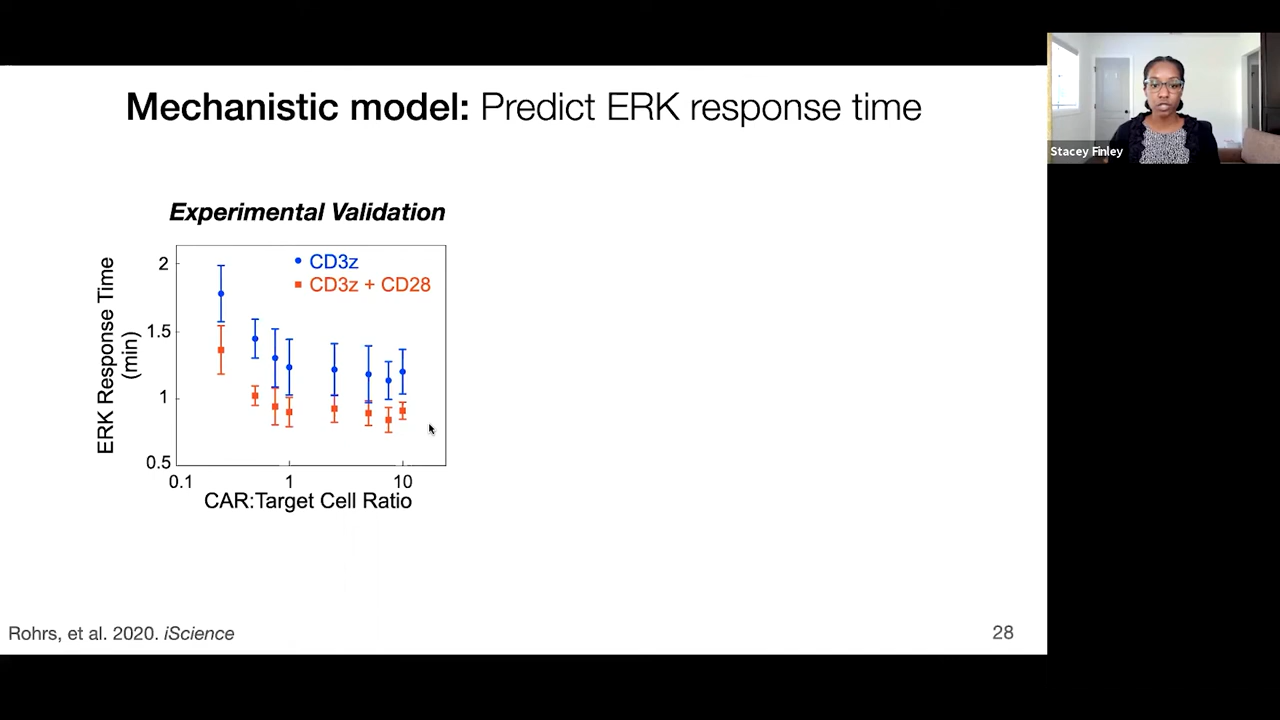 Mechanistic model: Predict ERK response time
Stacey Finley
Experimental Validation
ERK Response Time
(min)
2
1.5
1
0.5
CD3z
CD3z + CD28
0.1
1
10
CAR:Target Cell Ratio
Rohrs, et al. 2020. iScience
28